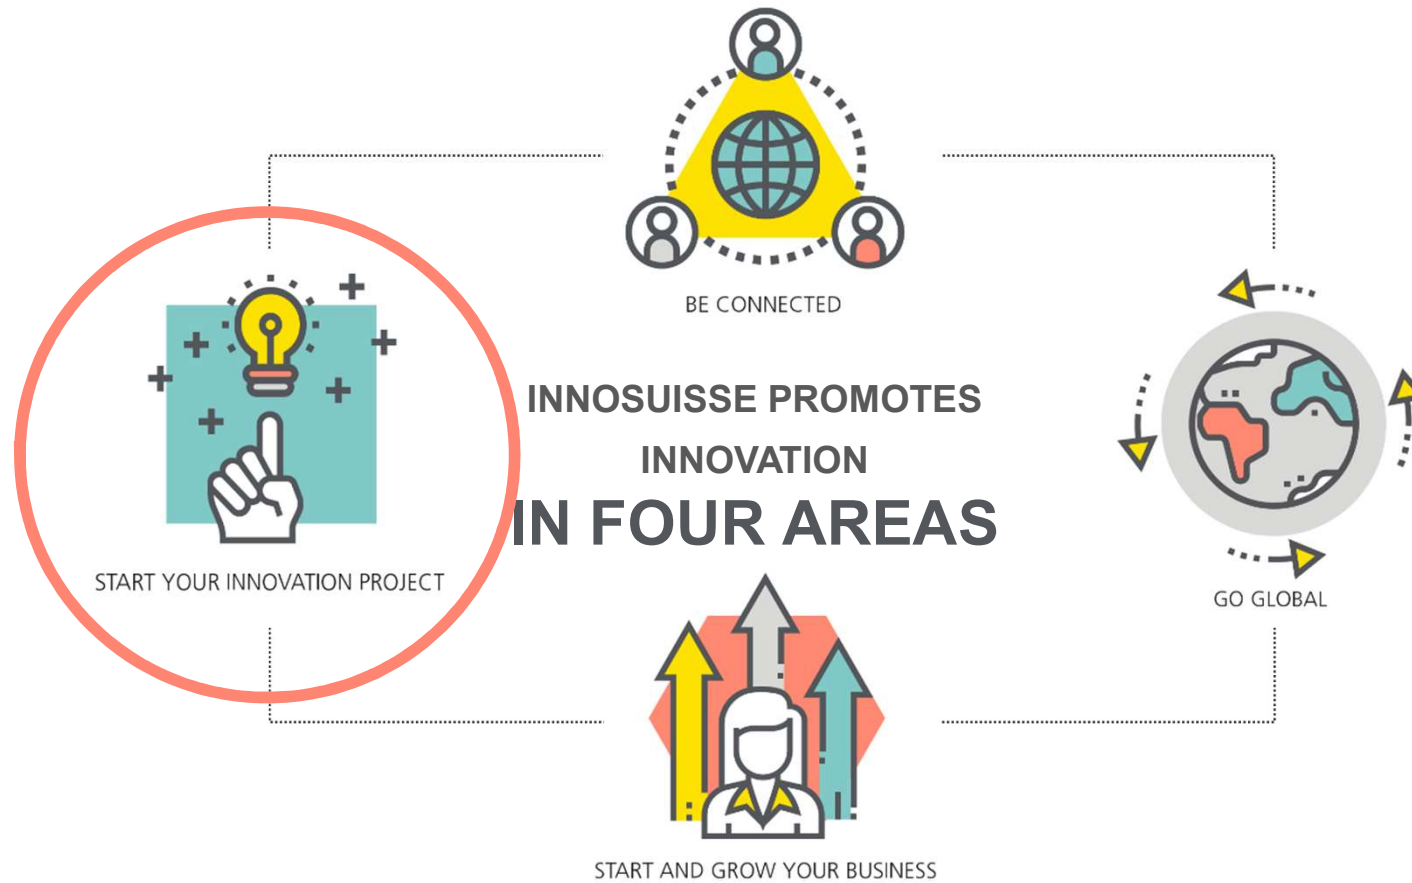 BE CONNECTED
INNOSUISSE PROMOTES
INNOVATION
IN FOUR AREAS
START YOUR INNOVATION PROJECT
GO GLOBAL
START AND GROW YOUR BUSINESS